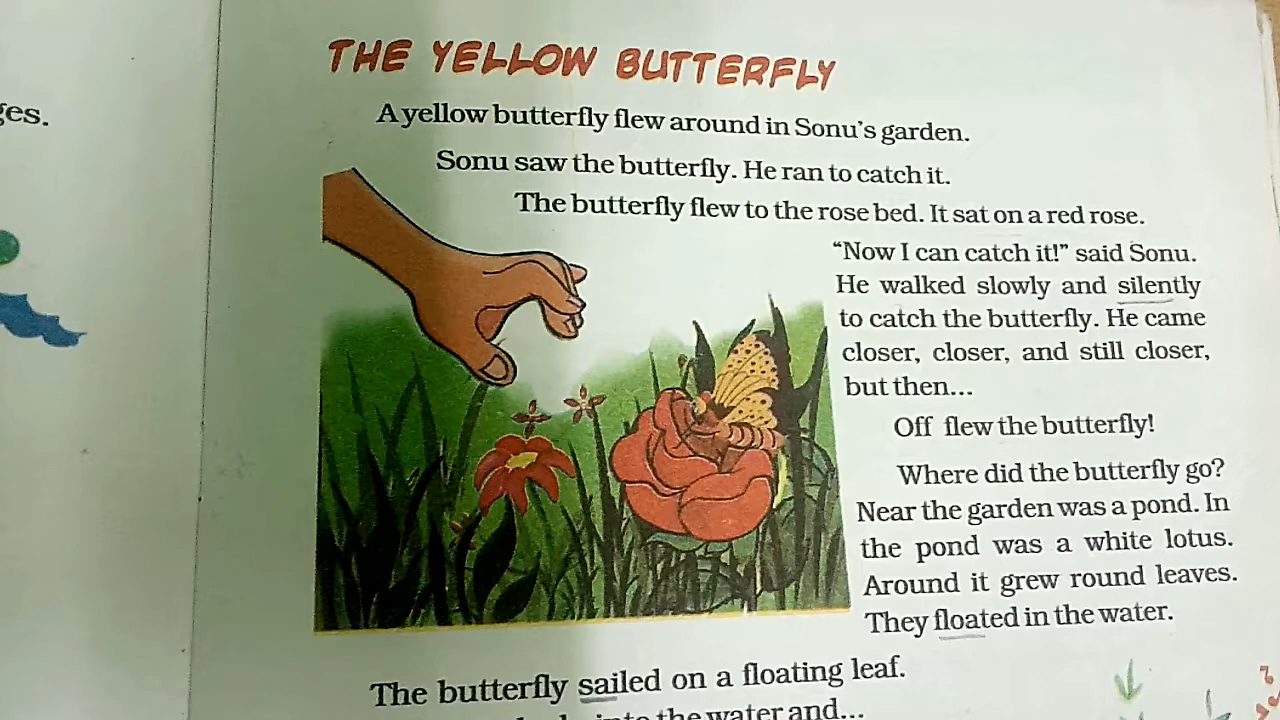 ges.
THE YELLOW BUTTERFLY
A yellow butterfly flew around in Sonu's garden.
Sonu saw the butterfly. He ran to catch it.
The butterfly flew to the rose bed. It sat on a red rose.
“Now I can catch it!” said Sonu.
He walked slowly and silently
to catch the butterfly. He came
closer, closer, and still closer,
but then...
Off flew the butterfly!
Where did the butterfly go?
Near the garden was a pond. In
the pond was a white lotus.
Around it grew round leaves.
They floated in the water.
The butterfly sailed on a floating leaf.
into the water and...